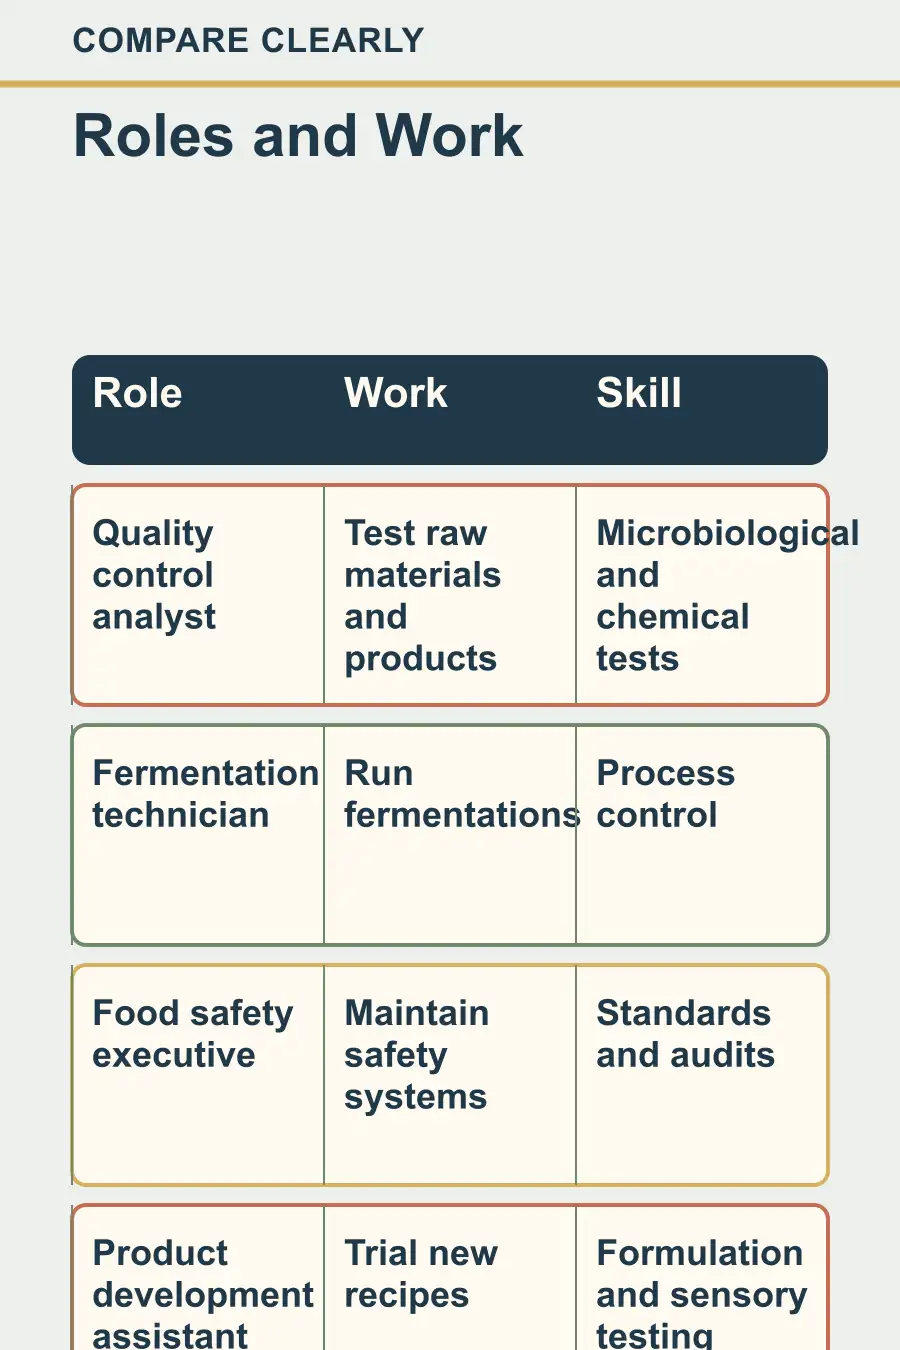 COMPARE CLEARLY
Roles and Work
Role Work Skill
Quality
control
analyst
Test raw
materials
and
products
Microbiological
and
chemical
tests
Fermentation
technician
Run
fermentations
Process
control
Food safety
executive
Maintain
safety
systems
Standards
and audits
Product
development
assistant
Trial new
recipes
Formulation
and sensory
testing